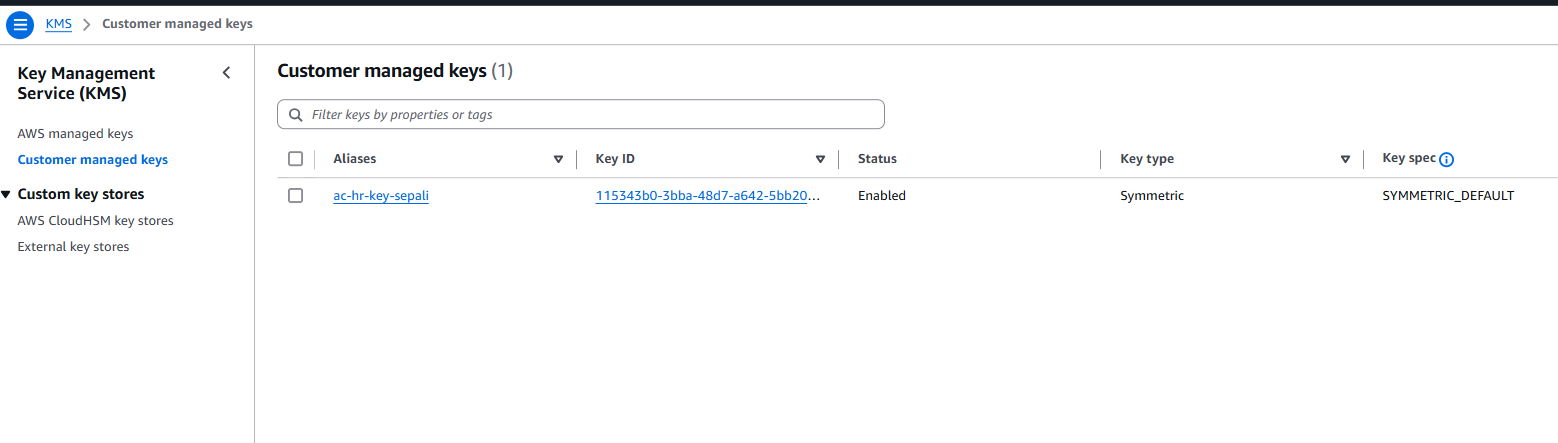 KMS > Customer managed keys
Key Management
Service (KMS)
AWS managed keys
Customer managed keys
Custom key stores
AWS CloudHSM key stores
External key stores
Customer managed keys (1)
Filter keys by properties or tags
Aliases Key ID Status Key type Key spec
ac-hr-key-sepali 115343b0-3bba-48d7-a642-5bb20... Enabled Symmetric SYMMETRIC_DEFAULT